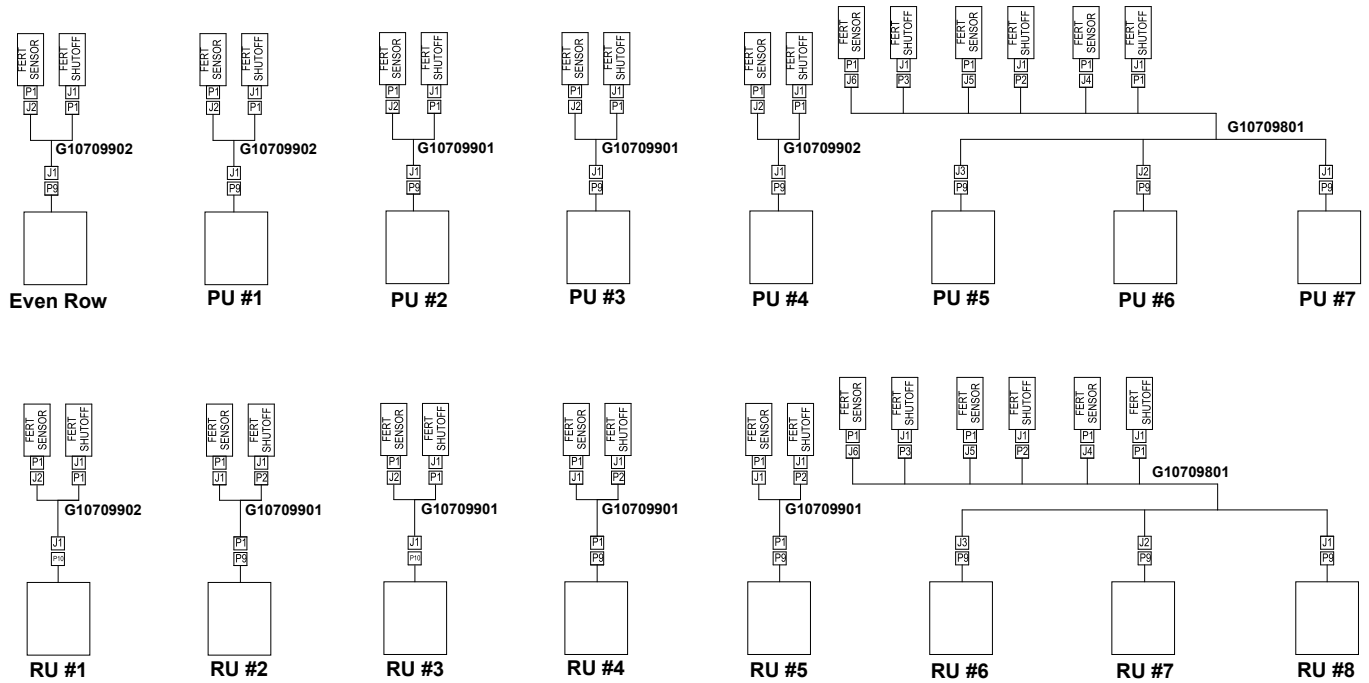 FERT
SENSOR
FERT
SHUTOFF
FERT
SENSOR
FERT
SHUTOFF
FERT
SENSOR
FERT
SHUTOFF
FERT
SENSOR
FERT
SHUTOFF
FERT
SENSOR
FERT
SHUTOFF
FERT
SENSOR
FERT
SHUTOFF
FERT
SENSOR
FERT
SHUTOFF
FERT
SENSOR
FERT
SHUTOFF
P1 J1 P1 J1 P1 J1 P1 J1 P1 J1 P1 J1 P1 J1 P1 J1
J2 P1 J2 P1 J2 P1 J2 P1 J2 P1 J6 P3 J5 P2 J4 P1
G10709902 G10709902 G10709901 G10709901 G10709902 G10709801
J1 J1 J1 J1 J1 J3 J2 J1
P9 P9 P9 P9 P9 P9 P9 P9
Even Row PU #1 PU #2 PU #3 PU #4 PU #5 PU #6 PU #7
FERT
SENSOR
FERT
SHUTOFF
FERT
SENSOR
FERT
SHUTOFF
FERT
SENSOR
FERT
SHUTOFF
FERT
SENSOR
FERT
SHUTOFF
FERT
SENSOR
FERT
SHUTOFF
FERT
SENSOR
FERT
SHUTOFF
FERT
SENSOR
FERT
SHUTOFF
FERT
SENSOR
FERT
SHUTOFF
P1 J1 P1 J1 P1 J1 P1 J1 P1 J1 P1 J1 P1 J1 P1 J1
J2 P1 J1 P2 J2 P1 J1 P2 J1 P2 J6 P3 J5 P2 J4 P1
G10709902 G10709901 G10709901 G10709901 G10709901 G10709801
J1 P1 J1 P1 P1 J3 J2 J1
P10 P9 P10 P9 P9 P9 P9 P9
RU #1 RU #2 RU #3 RU #4 RU #5 RU #6 RU #7 RU #8